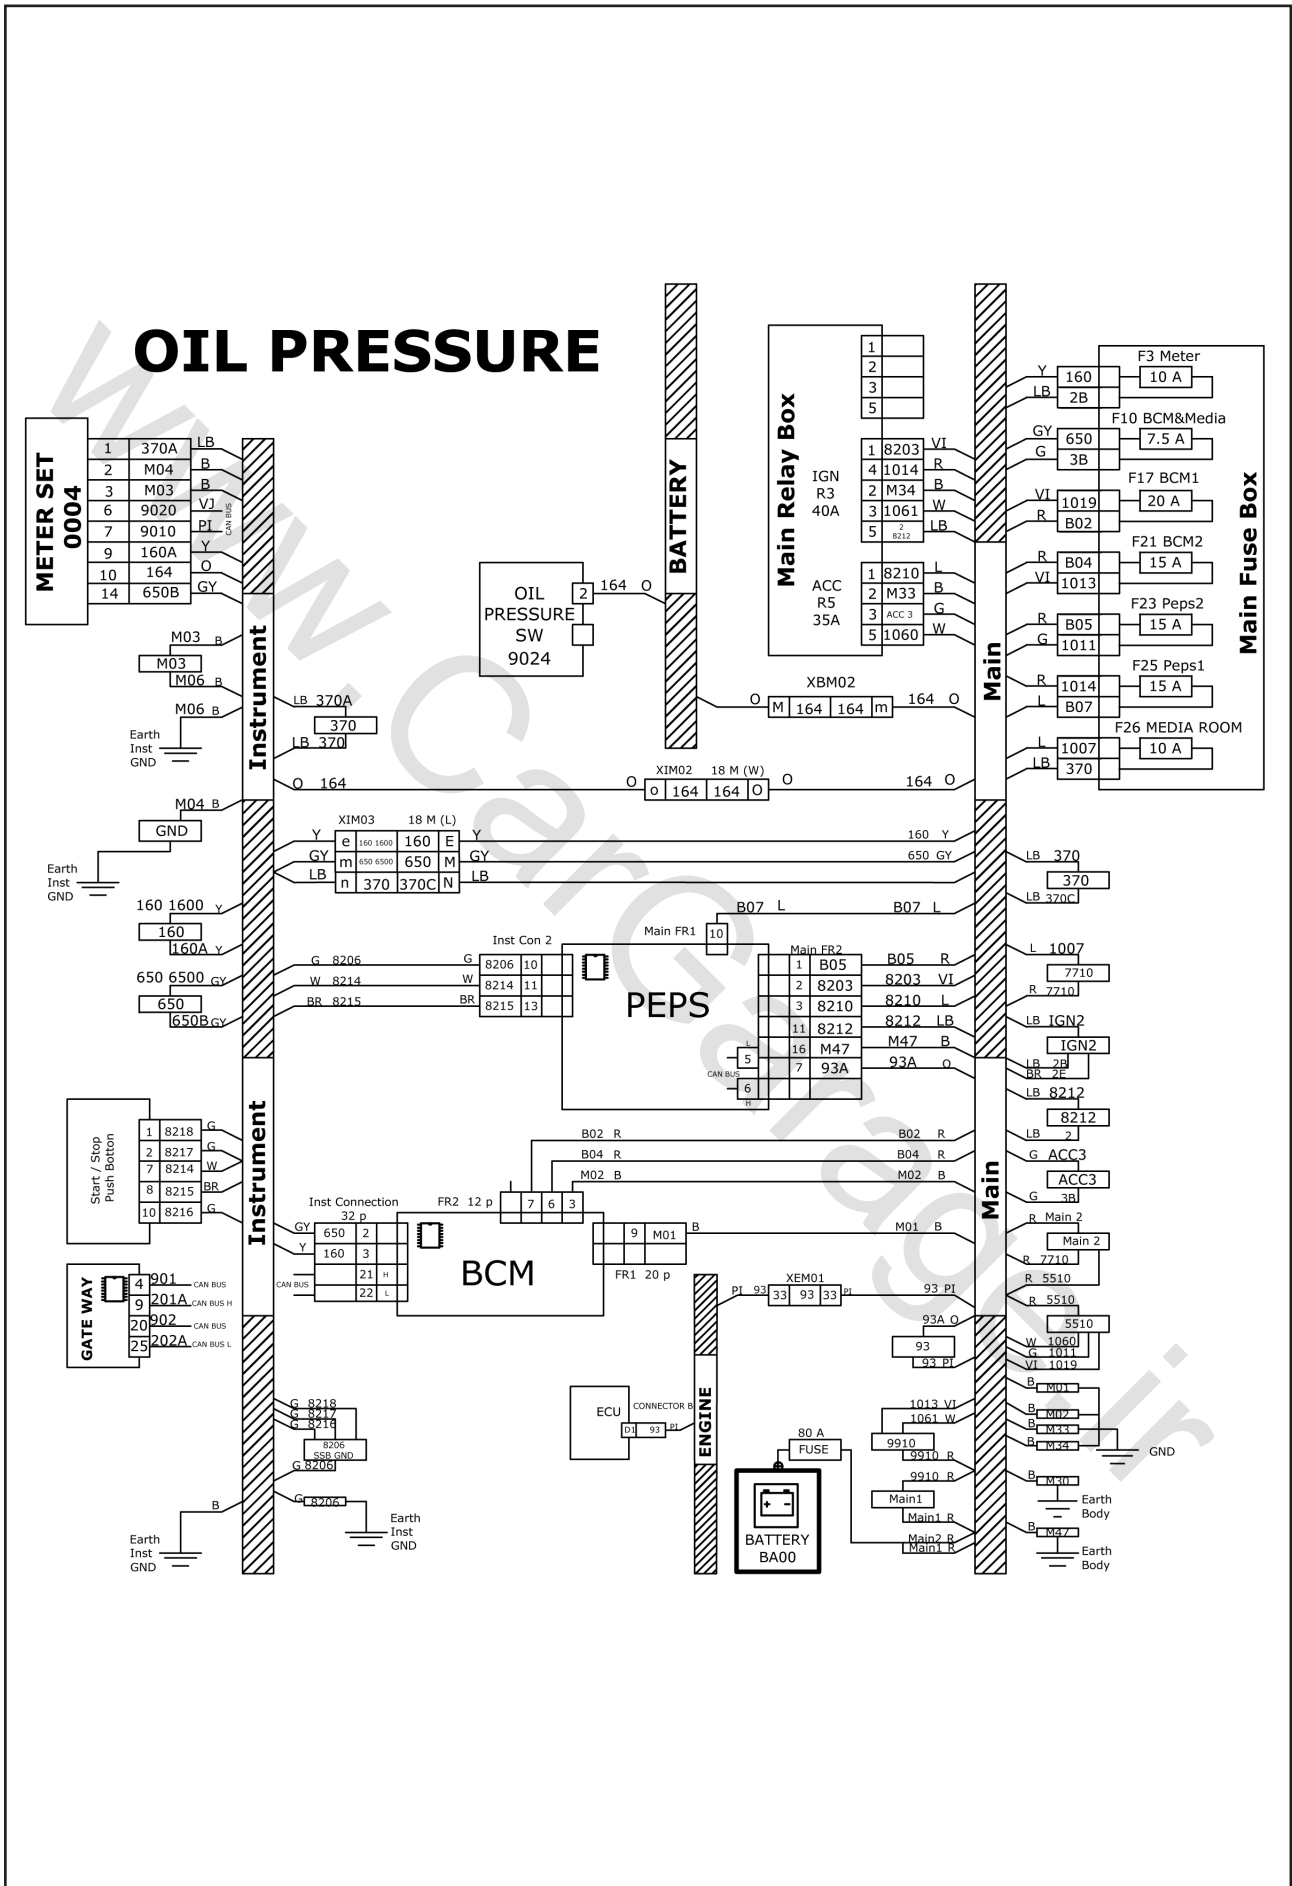 OIL PRESSURE
www.CarGarage.ir
METER SET
0004
1 370A LB
2 M04 B
3 M03 B
6 9020 VJ
7 9010 PI
CAN BUS
9 160A Y
10 164 O
14 650B GY
M03 B
M03
M06 B
M06 B
Earth
Inst
GND
M04 B
GND
Earth
Inst
GND
160 1600 Y
160
160A Y
650 6500 GY
650
650B GY
Instrument
LB 370A
370
LB 370
O 164
OIL
PRESSURE
SW
9024
2 164 O
BATTERY
Main Relay Box
1
2
3
5
IGN
R3
40A
1 8203 VI
4 1014 R
2 M34 B
3 1061 W
5 2 8212 LB
ACC
R5
35A
1 8210 L
2 M33 B
3 ACC 3 G
5 1060 W
XBM02
O M 164 164 m 164 O
XIM02 18 M (W)
O o 164 164 O O 164 O
XIM03 18 M (L)
Y e 160 1600 160 E Y 160 Y
GY m 650 6500 650 M GY 650 GY
LB n 370 370C N LB
Main
Main Fuse Box
F3 Meter
Y 160 10 A
LB 2B
F10 BCM&Media
GY 650 7.5 A
G 3B
F17 BCM1
VI 1019 20 A
R B02
F21 BCM2
R B04 15 A
VI 1013
F23 Peps2
R B05 15 A
G 1011
F25 Peps1
R 1014 15 A
L B07
F26 MEDIA ROOM
L 1007 10 A
LB 370
LB 370
370
LB 370C
L 1007
7710
R 7710
LB IGN2
IGN2
LB 2B
BR 2E
LB 8212
8212
LB 2
G ACC3
ACC3
G 3B
R Main 2
Main 2
R 7710
R 5510
R 5510
5510
W 1060
G 1011
VI 1019
B M01
B M02
B M33
B M34
GND
B M30
Earth
Body
B M47
Earth
Body
B07 L B07 L
Main FR1
10
Inst Con 2
G 8206 G 8206 10
W 8214 W 8214 11
BR 8215 BR 8215 13
PEPS
Main FR2
1 B05 B05 R
2 8203 8203 VI
3 8210 8210 L
11 8212 8212 LB
16 M47 M47 B
7 93A 93A O
L
5
CAN BUS
6
H
Start / Stop
Push Botton
1 8218 G
2 8217 G
7 8214 W
8 8215 BR
10 8216 G
Instrument
GATE WAY
4 901 CAN BUS
9 201A CAN BUS H
20 902 CAN BUS
25 202A CAN BUS L
B02 R B02 R
B04 R B04 R
M02 B M02 B
FR2 12 p
7 6 3
Inst Connection
32 p
GY 650 2
Y 160 3
21 H
CAN BUS
22 L
BCM
9 M01 B M01 B
FR1 20 p
Main
XEM01
PI 93 33 93 33 PI 93 PI
93A O
93
93 PI
ENGINE
ECU
CONNECTOR B
D1 93 PI
1013 VI
1061 W
9910
9910 R
9910 R
Main1
Main1 R
Main2 R
Main1 R
80 A
FUSE
+ -
BATTERY
BA00
G 8218
G 8217
G 8216
8206
SSB GND
G 8206
G 8206
Earth
Inst
GND
B
Earth
Inst
GND